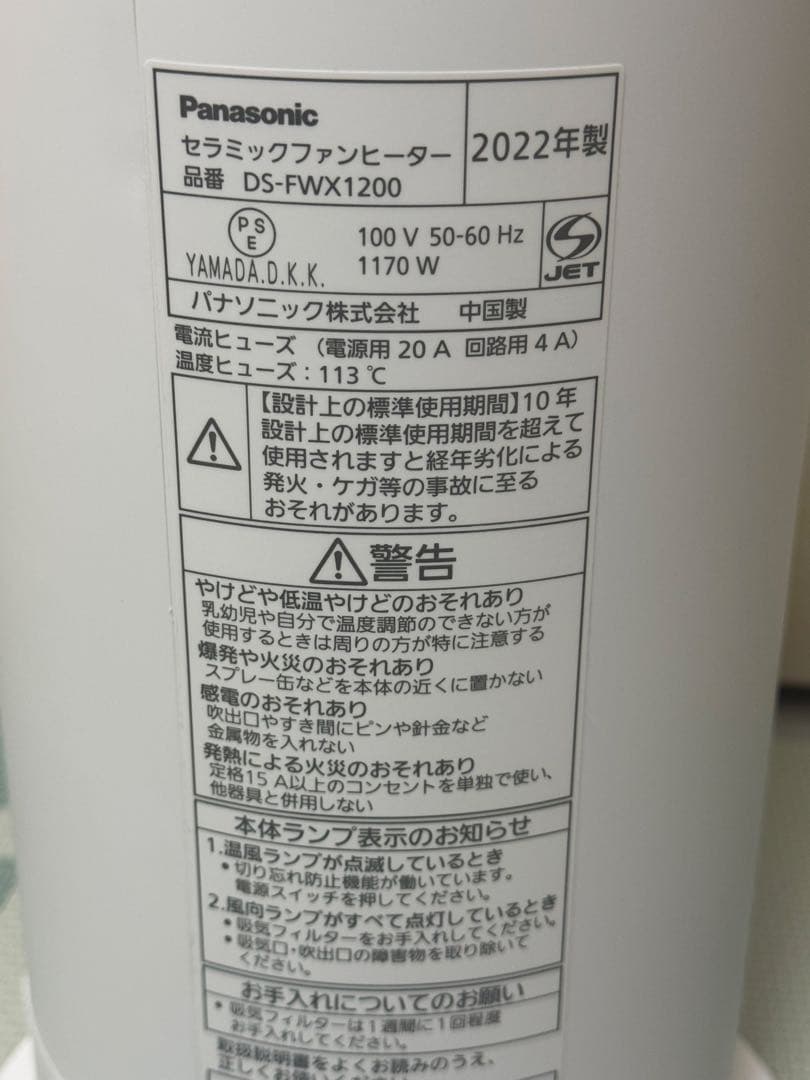 Panasonic
セラミックファンヒーター
品番 DS-FWX1200
2022年製
PS
E
YAMADA.D.K.K.
100 V 50-60 Hz
1170 W
JET
パナソニック株式会社 中国製
電流ヒューズ (電源用 20 A 回路用 4 A)
温度ヒューズ:113 ℃
【設計上の標準使用期間】10 年
設計上の標準使用期間を超えて
使用されますと経年劣化による
発火・ケガ等の事故に至る
おそれがあります。
警告
やけどや低温やけどのおそれあり
乳幼児や自分で温度調節のできない方が
使用するときは周りの方が特に注意する
爆発や火災のおそれあり
スプレー缶などを本体の近くに置かない
感電のおそれあり
吹出口やすき間にピンや針金など
金属物を入れない
発熱による火災のおそれあり
定格15 A以上のコンセントを単独で使い、
他器具と併用しない
本体ランプ表示のお知らせ
1.温風ランプが点滅しているとき
•切り忘れ防止機能が働いています。
電源スイッチを押してください。
2.風向ランプがすべて点灯しているとき
•吸気フィルターをお手入れしてください。
•吸気口・吹出口の障害物を取り除いて
ください。
お手入れについてのお願い
•吸気フィルターは1週間に1回程度
お手入れしてください。
取扱説明書をよくお読みのうえ、
正しくお使いください